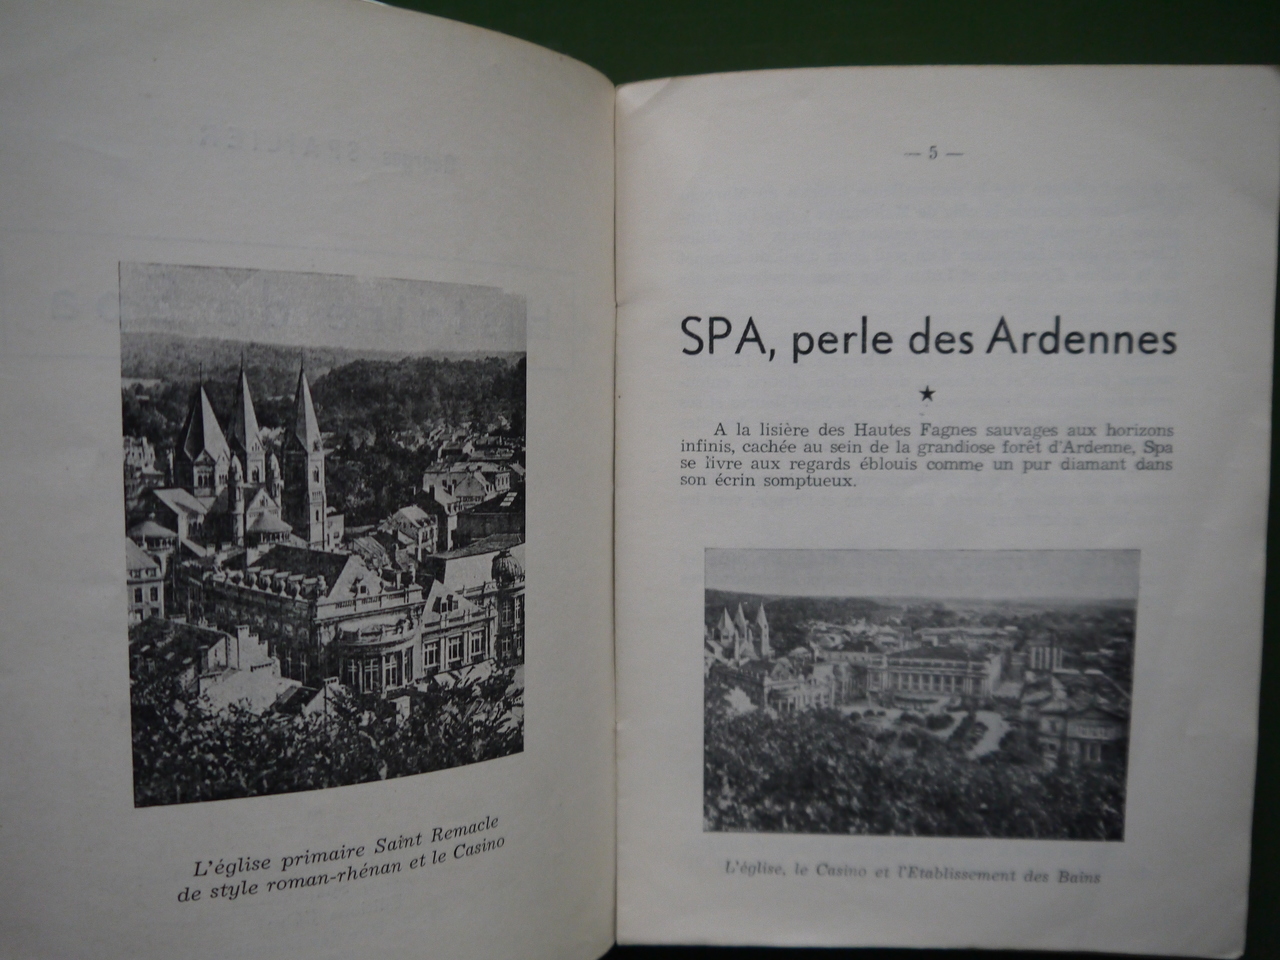 L'église primaire Saint Remacle
de style roman-rhénan et le Casino
— 5 —
SPA, perle des Ardennes
A la lisière des Hautes Fagnes sauvages aux horizons
infinis, cachée au sein de la grandiose forêt d'Ardenne, Spa
se livre aux regards éblouis comme un pur diamant dans
son écrin somptueux.
L'église, le Casino et l'Etablissement des Bains